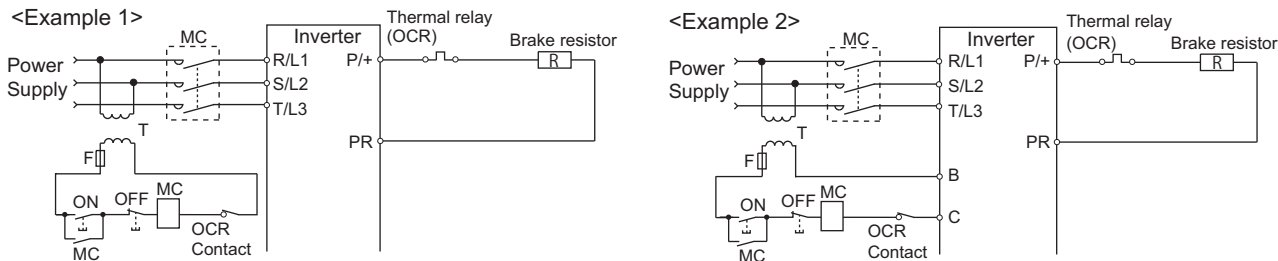 <Example 1>
MC
Inverter
Thermal relay
(OCR)
Brake resistor
Power
Supply
R/L1
S/L2
T/L3
P/+
R
PR
T
F
ON
OFF
MC
MC
OCR
Contact
<Example 2>
MC
Inverter
Thermal relay
(OCR)
Brake resistor
Power
Supply
R/L1
S/L2
T/L3
P/+
R
PR
T
F
B
C
ON
OFF
MC
MC
OCR
Contact